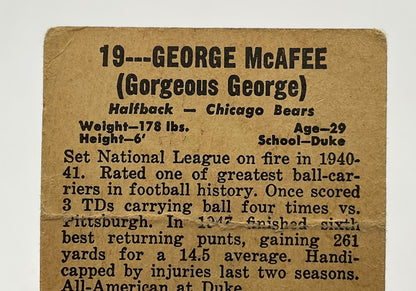 19---GEORGE McAFEE
(Gorgeous George)
Halfback — Chicago Bears
Weight—178 lbs. Age—29
Height—6' School—Duke
Set National League on fire in 1940-
41. Rated one of greatest ball-car-
riers in football history. Once scored
3 TDs carrying ball four times vs.
Pittsburgh. In 1947 finished sixth
best returning punts, gaining 261
yards for a 14.5 average. Handi-
capped by injuries last two seasons.
All-American at Duke.